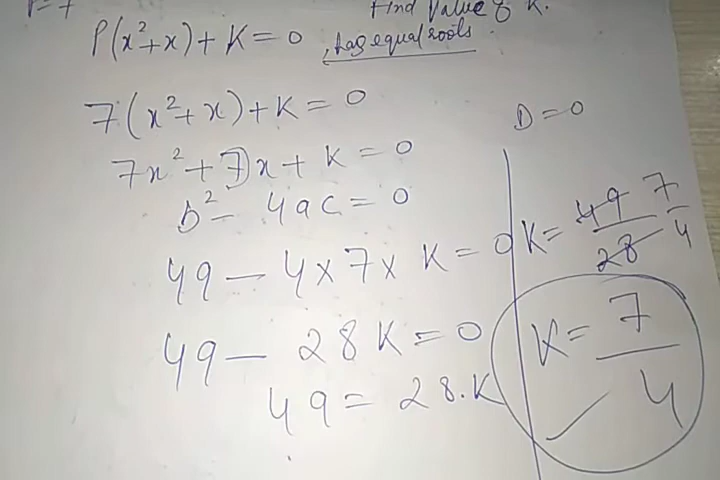 P = 7
Find Value of K.
P(x²+x) + K = 0 , has equal roots.
7(x²+x) + K = 0
D = 0
7x² + 7x + K = 0
b² - 4ac = 0
49 - 4×7× K = 0
49 - 28K = 0
49 = 28.K
K = 49/28 7/4
K = 7/4